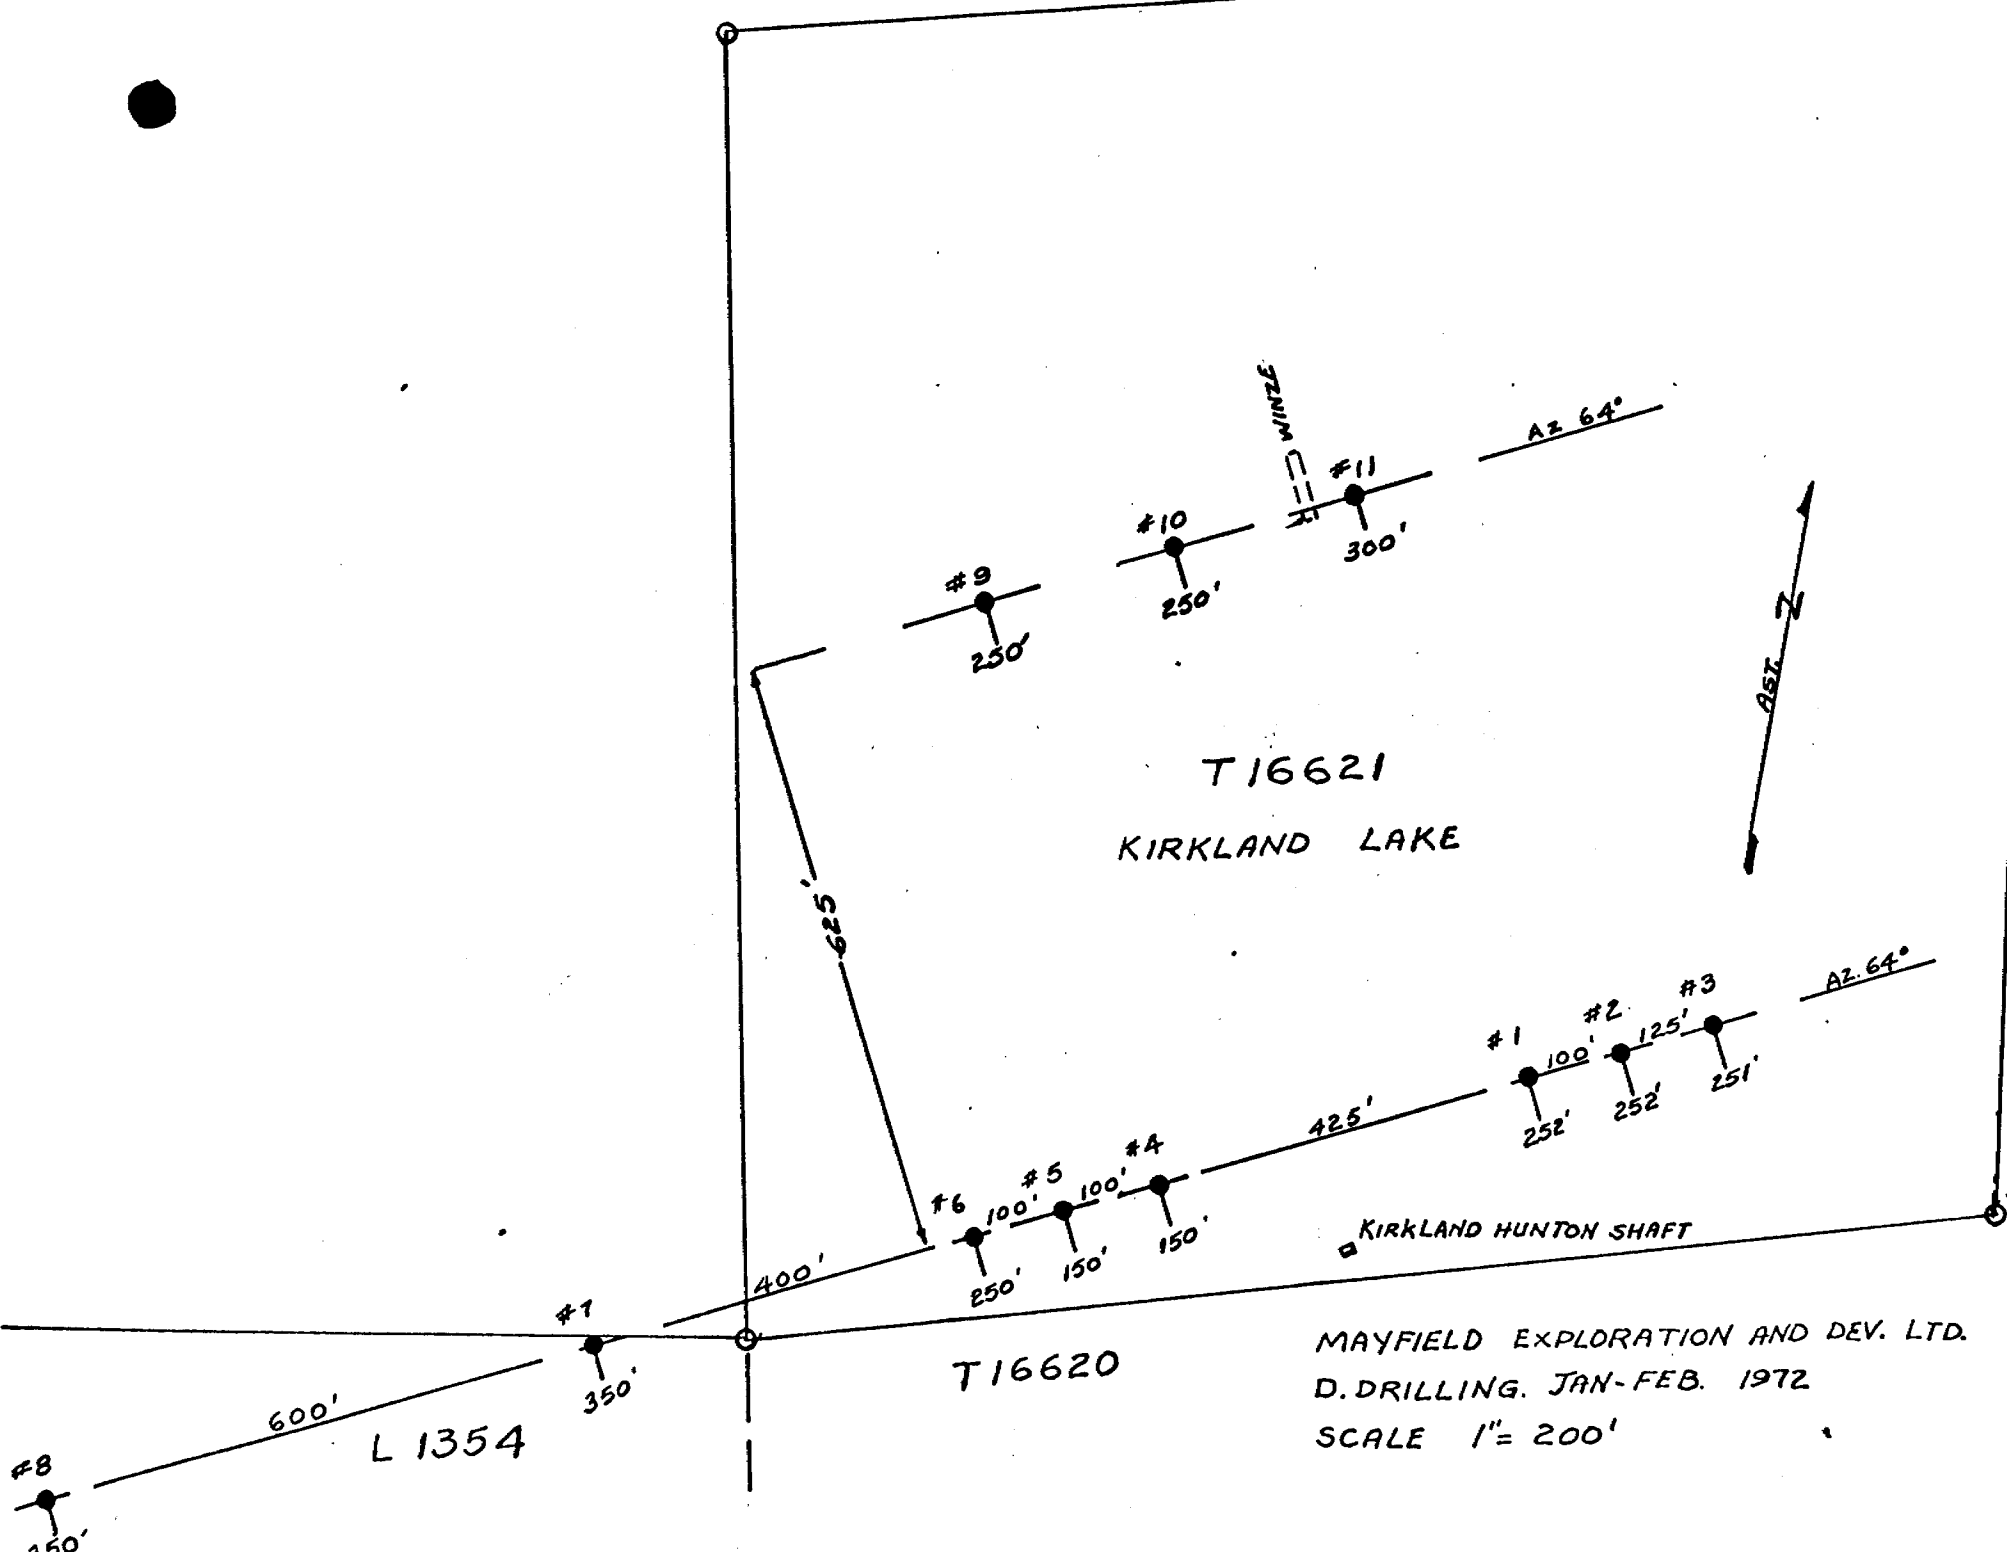 WINZE
Az 64°
#11
300'
#10
250'
#9
250'
N
AST.
625'
T16621
KIRKLAND LAKE
Az. 64°
#3
125'
251'
#2
100'
252'
#1
252'
425'
#4
100'
150'
#5
100'
150'
#6
250'
400'
KIRKLAND HUNTON SHAFT
#7
350'
600'
L 1354
#8
T16620
MAYFIELD EXPLORATION AND DEV. LTD.
D. DRILLING. JAN-FEB. 1972
SCALE 1"= 200'